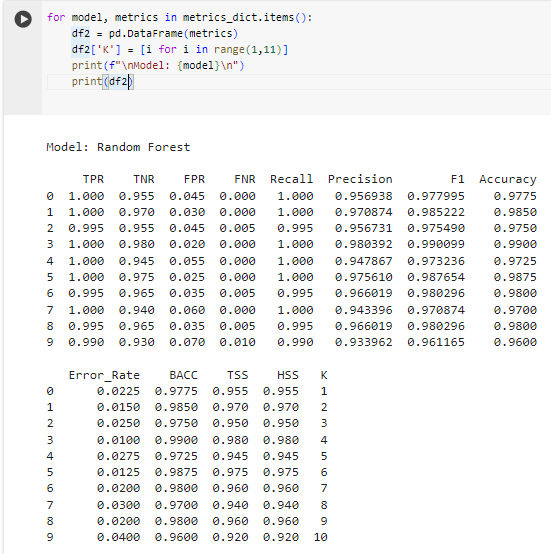 for model, metrics in metrics_dict.items():
    df2 = pd.DataFrame(metrics)
    df2['K'] = [i for i in range(1,11)]
    print(f"\nModel: {model}\n")
    print(df2)
Model: Random Forest
     TPR    TNR    FPR    FNR  Recall  Precision        F1  Accuracy
0  1.000  0.955  0.045  0.000   1.000   0.956938  0.977995    0.9775
1  1.000  0.970  0.030  0.000   1.000   0.970874  0.985222    0.9850
2  0.995  0.955  0.045  0.005   0.995   0.956731  0.975490    0.9750
3  1.000  0.980  0.020  0.000   1.000   0.980392  0.990099    0.9900
4  1.000  0.945  0.055  0.000   1.000   0.947867  0.973236    0.9725
5  1.000  0.975  0.025  0.000   1.000   0.975610  0.987654    0.9875
6  0.995  0.965  0.035  0.005   0.995   0.966019  0.980296    0.9800
7  1.000  0.940  0.060  0.000   1.000   0.943396  0.970874    0.9700
8  0.995  0.965  0.035  0.005   0.995   0.966019  0.980296    0.9800
9  0.990  0.930  0.070  0.010   0.990   0.933962  0.961165    0.9600
   Error_Rate    BACC    TSS    HSS   K
0      0.0225  0.9775  0.955  0.955   1
1      0.0150  0.9850  0.970  0.970   2
2      0.0250  0.9750  0.950  0.950   3
3      0.0100  0.9900  0.980  0.980   4
4      0.0275  0.9725  0.945  0.945   5
5      0.0125  0.9875  0.975  0.975   6
6      0.0200  0.9800  0.960  0.960   7
7      0.0300  0.9700  0.940  0.940   8
8      0.0200  0.9800  0.960  0.960   9
9      0.0400  0.9600  0.920  0.920  10